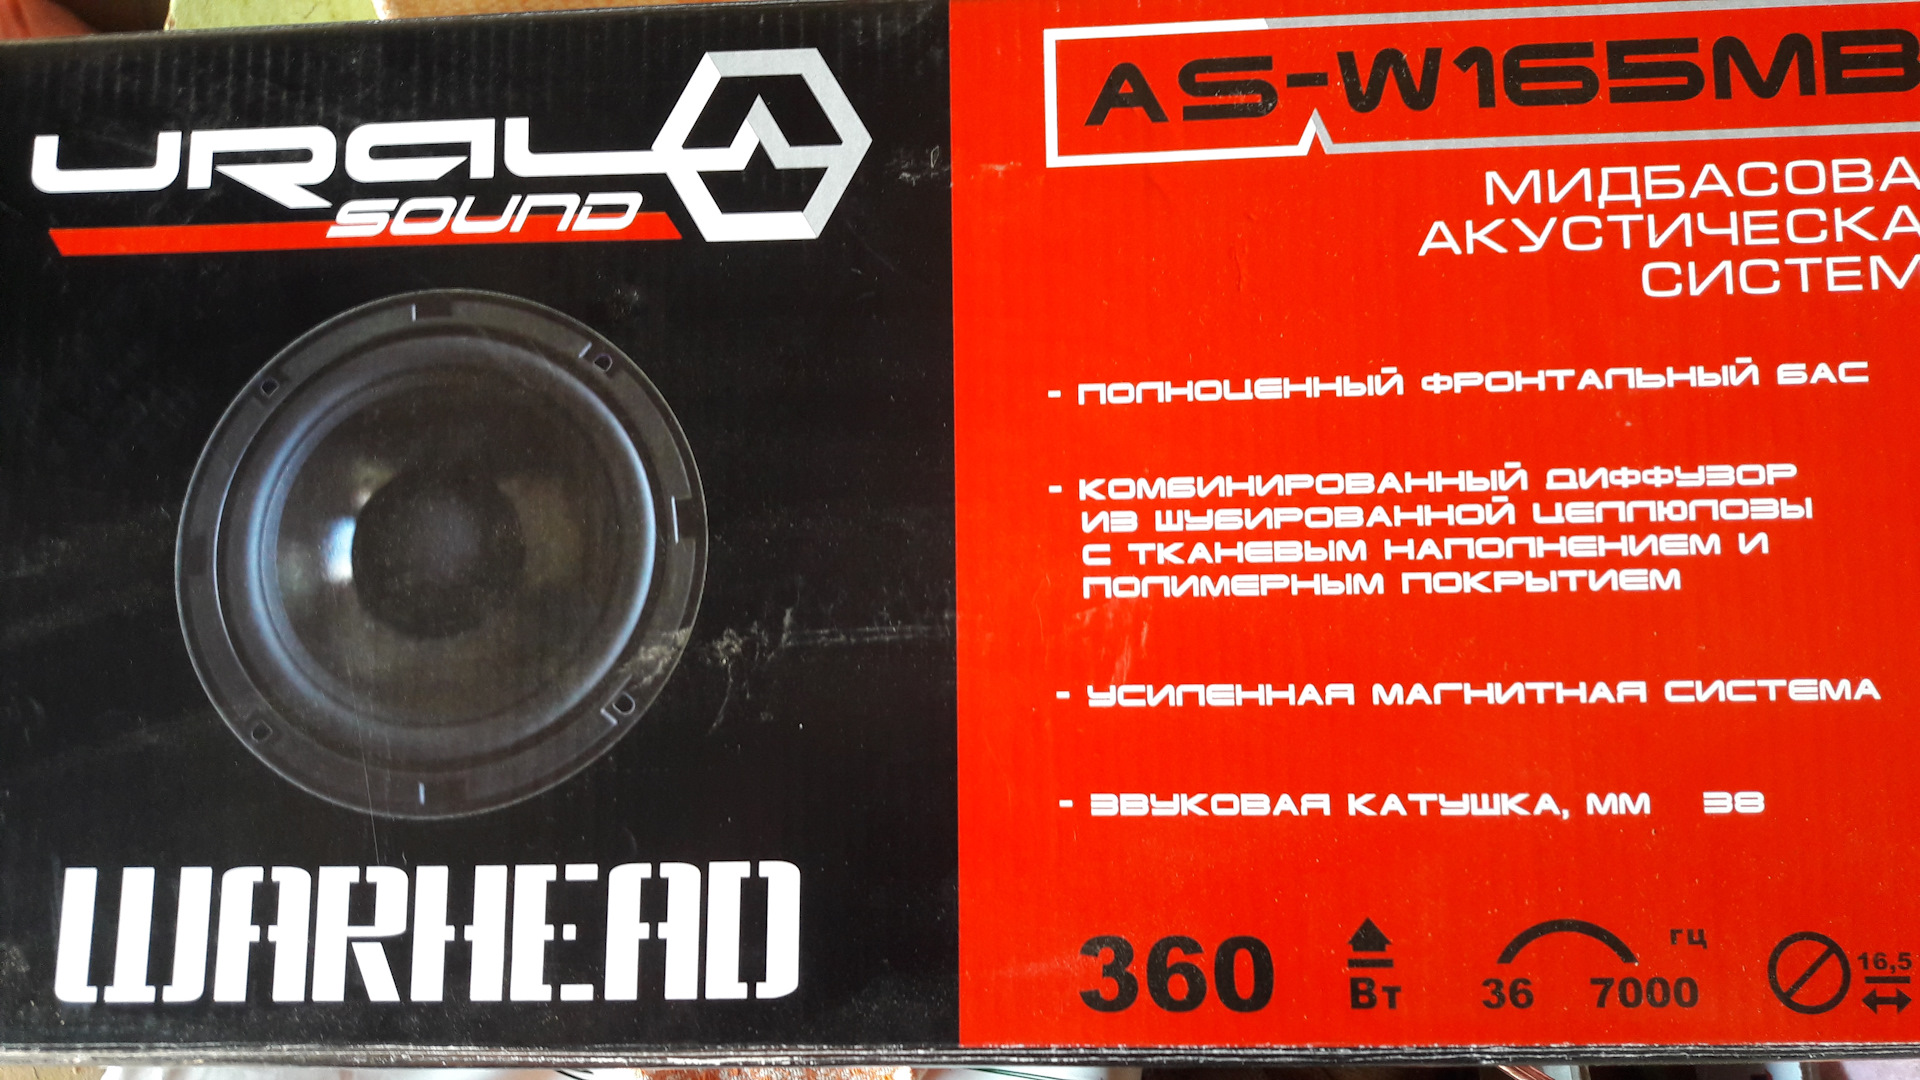 URAL
SOUND
WARHEAD
AS-W165MB
МИДБАСОВА
АКУСТИЧЕСКА
СИСТЕМ
- ПОЛНОЦЕННЫЙ ФРОНТАЛЬНЫЙ БАС
- КОМБИНИРОВАННЫЙ ДИФФУЗОР
ИЗ ШУБИРОВАННОЙ ЦЕЛЛЮЛОЗЫ
С ТКАНЕВЫМ НАПОЛНЕНИЕМ И
ПОЛИМЕРНЫМ ПОКРЫТИЕМ
- УСИЛЕННАЯ МАГНИТНАЯ СИСТЕМА
- ЗВУКОВАЯ КАТУШКА, ММ 38
360 Вт
36 7000 гц
16,5